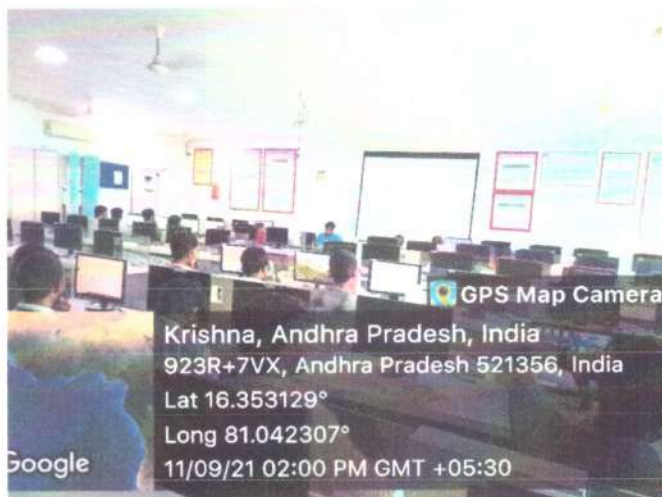 GPS Map Camera
Krishna, Andhra Pradesh, India
923R+7VX, Andhra Pradesh 521356, India
Lat 16.353129°
Long 81.042307°
11/09/21 02:00 PM GMT +05:30
Google